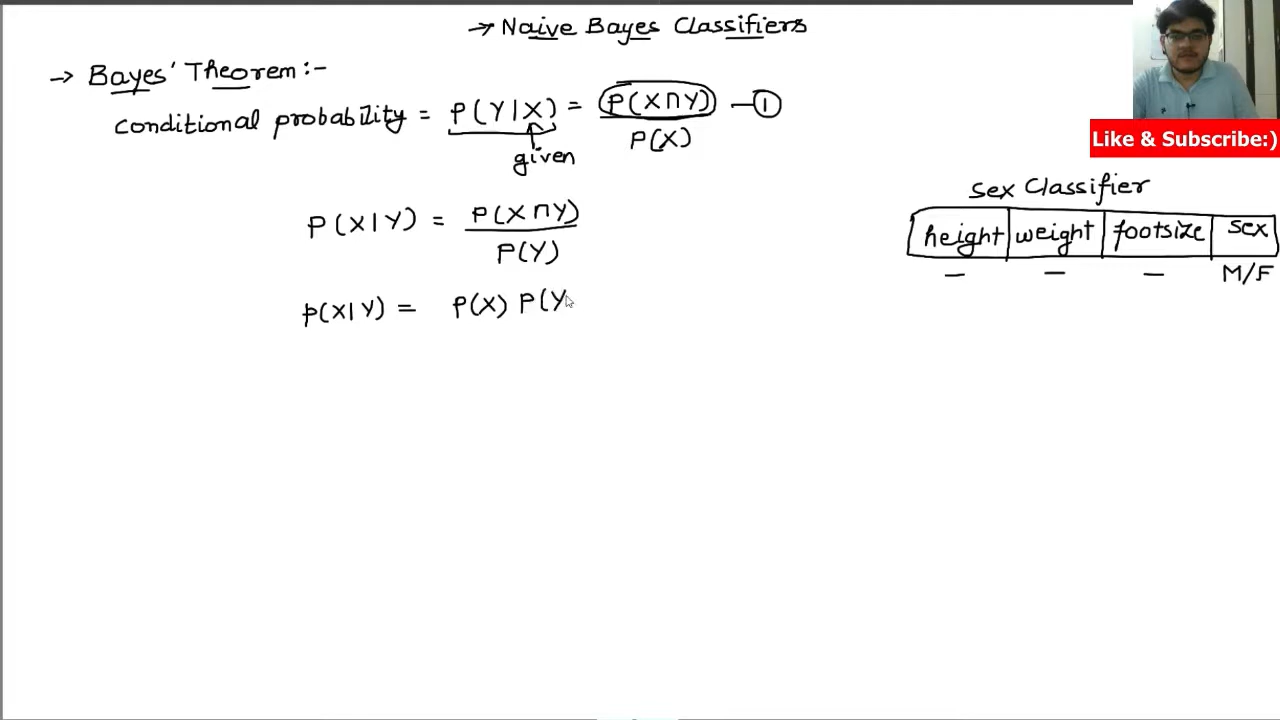 → Naive Bayes Classifiers
→ Bayes' Theorem :-
conditional probability = P(Y|X) = P(X∩Y) / P(X) —①
given
P(X|Y) = P(X∩Y) / P(Y)
P(X|Y) = P(X) P(Y
Like & Subscribe:)
Sex Classifier
height weight footsize sex
— — — M/F